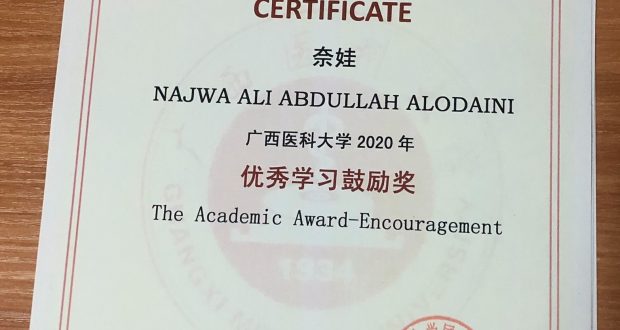 CERTIFICATE
奈娃
NAJWA ALI ABDULLAH ALODAINI
广西医科大学 2020 年
优秀学习鼓励奖
The Academic Award-Encouragement